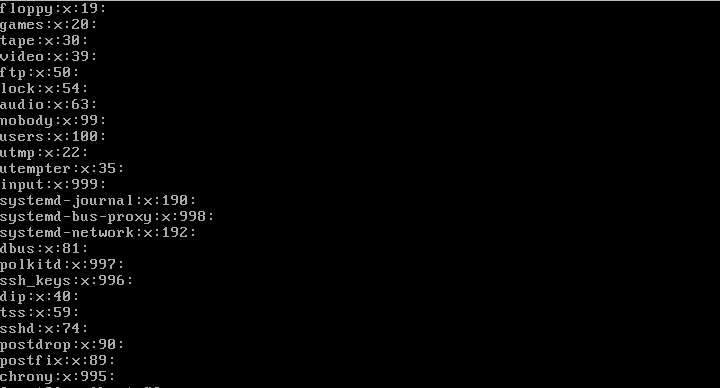 floppy:x:19:
games:x:20:
tape:x:30:
video:x:39:
ftp:x:50:
lock:x:54:
audio:x:63:
nobody:x:99:
users:x:100:
utmp:x:22:
utempter:x:35:
input:x:999:
systemd-journal:x:190:
systemd-bus-proxy:x:998:
systemd-network:x:192:
dbus:x:81:
polkitd:x:997:
ssh_keys:x:996:
dip:x:40:
tss:x:59:
sshd:x:74:
postdrop:x:90:
postfix:x:89:
chrony:x:995: